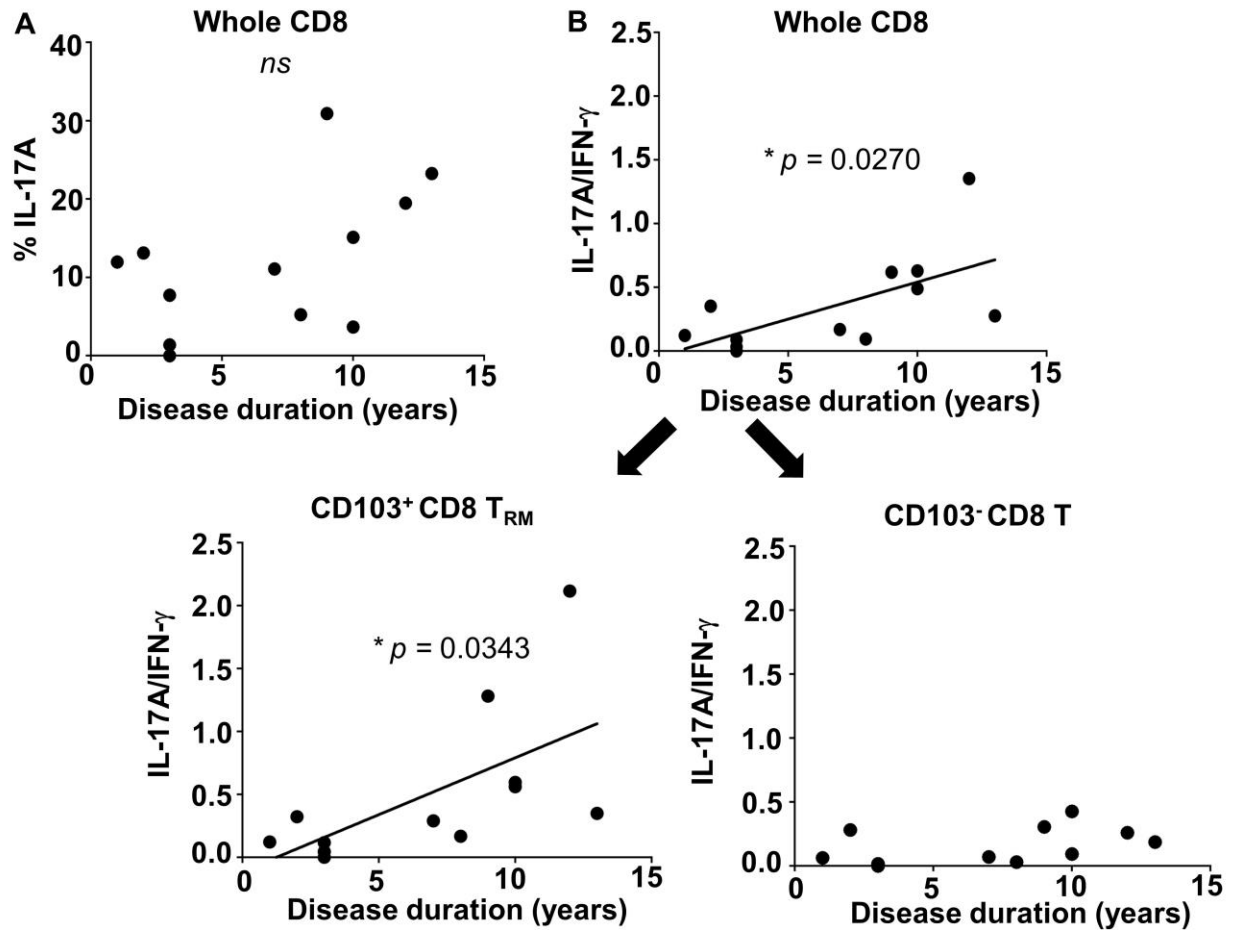 A
Whole CD8
ns
% IL-17A
40
30
20
10
0
0 5 10 15
Disease duration (years)
B
Whole CD8
* p = 0.0270
IL-17A/IFN-γ
2.5
2.0
1.5
1.0
0.5
0.0
0 5 10 15
Disease duration (years)
CD103⁺ CD8 TRM
* p = 0.0343
IL-17A/IFN-γ
2.5
2.0
1.5
1.0
0.5
0.0
0 5 10 15
Disease duration (years)
CD103⁻ CD8 T
IL-17A/IFN-γ
2.5
2.0
1.5
1.0
0.5
0.0
0 5 10 15
Disease duration (years)